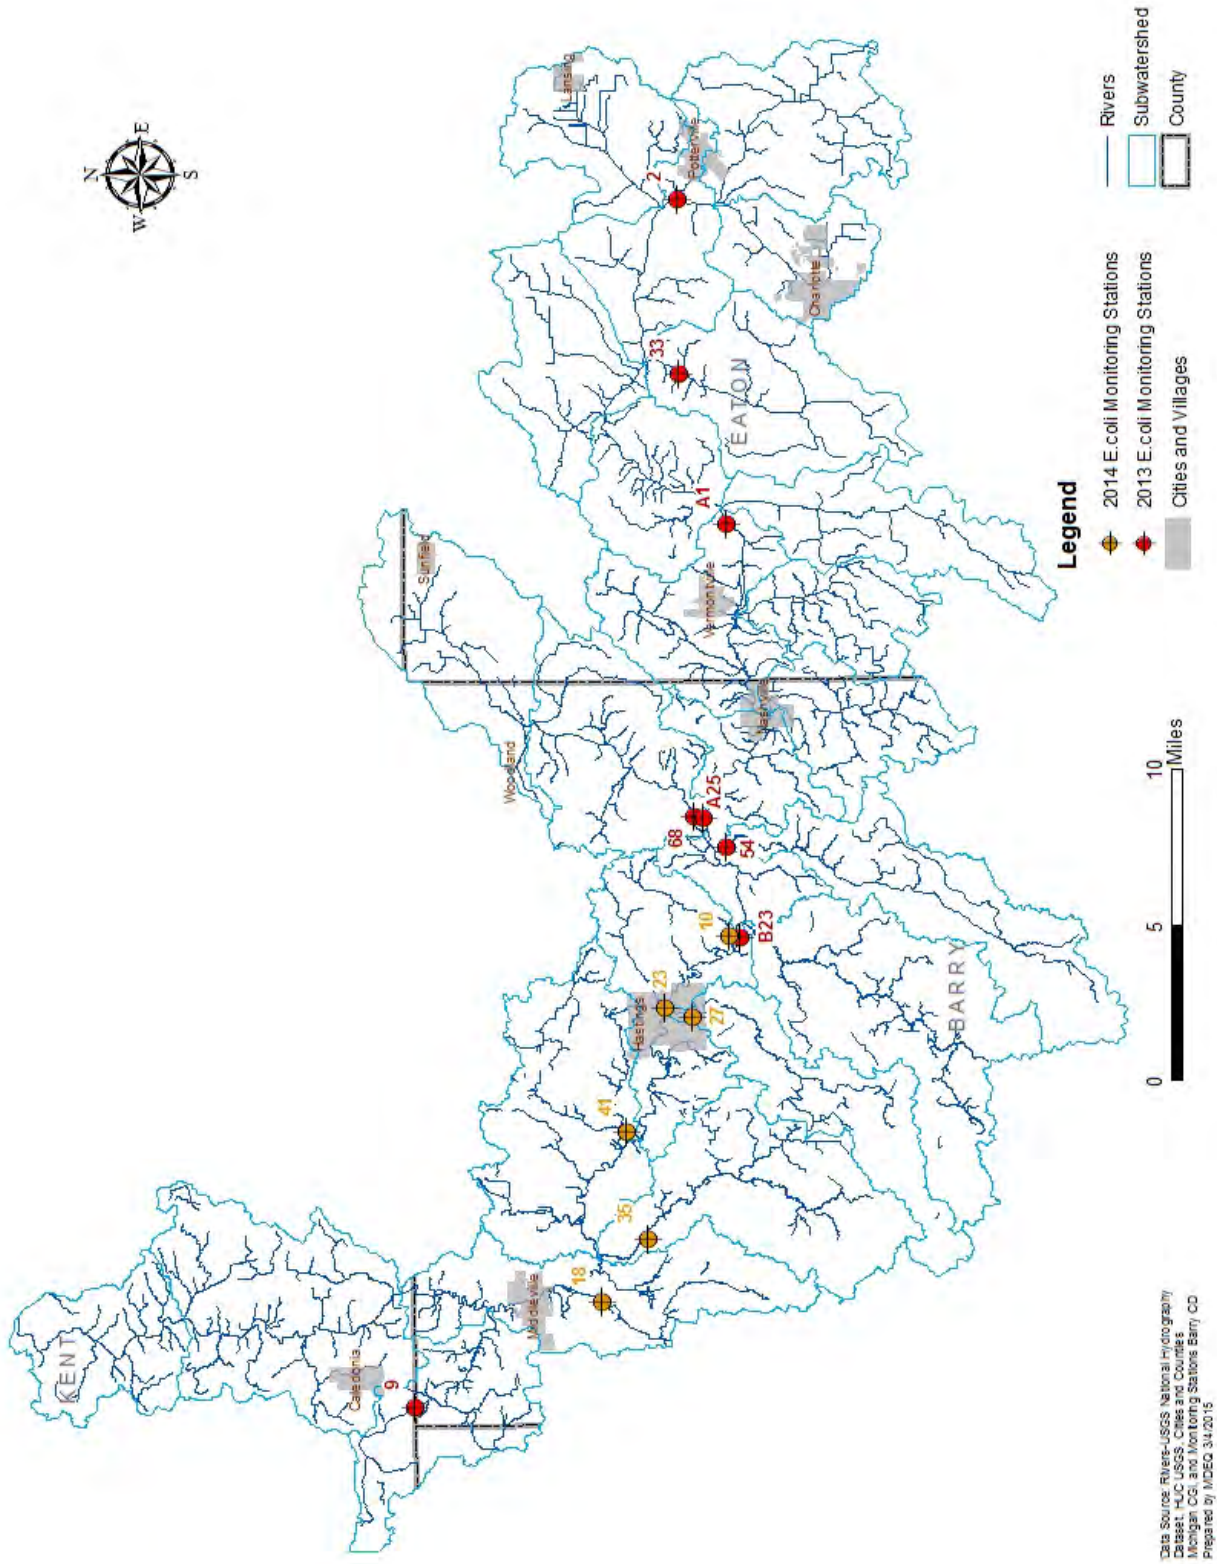 N
W
E
S
Lansing
Potterville
2
Charlotte
33
EATON
A1
Sunfield
Vermontville
Nashville
Woodland
68
A25
54
10
B23
Hastings
23
27
BARRY
41
35
18
Middleville
KENT
Caledonia
9
Legend
2014 E.coli Monitoring Stations
2013 E.coli Monitoring Stations
Cities and Villages
Rivers
Subwatershed
County
0
5
10
Miles
*Data Source: Rivers-USGS National Hydrography
Dataset, HUC USGS, Cities and Counties
Michigan CGI, and Monitoring Stations Barry CD
Prepared by MDEQ 3/4/2015